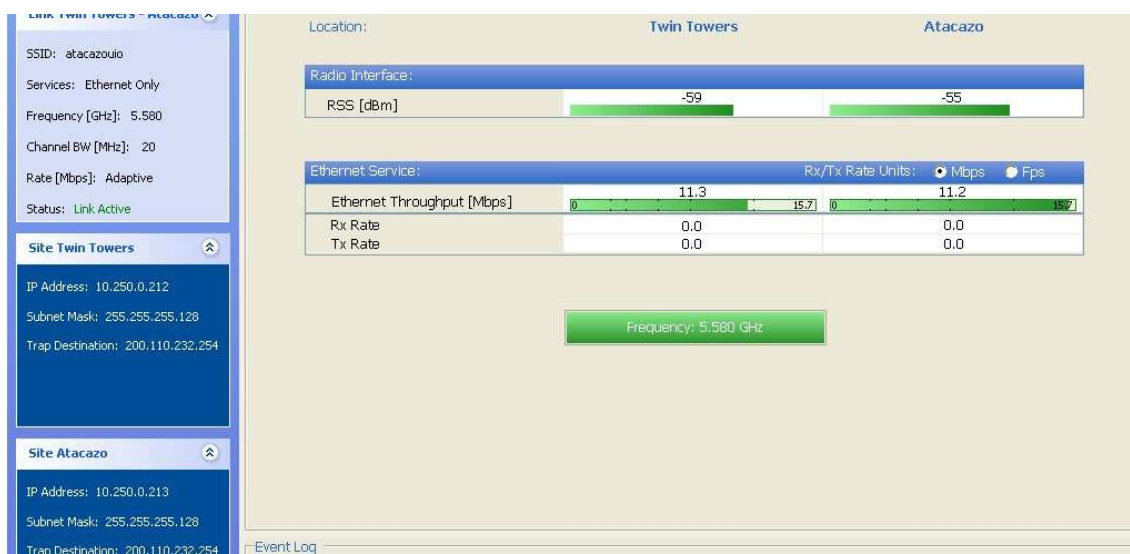 Link Twin Towers - Atacazo
SSID: atacazouio
Services: Ethernet Only
Frequency [GHz]: 5.580
Channel BW [MHz]: 20
Rate [Mbps]: Adaptive
Status: Link Active
Site Twin Towers
IP Address: 10.250.0.212
Subnet Mask: 255.255.255.128
Trap Destination: 200.110.232.254
Site Atacazo
IP Address: 10.250.0.213
Subnet Mask: 255.255.255.128
Trap Destination: 200.110.232.254
Location: Twin Towers Atacazo
Radio Interface:
RSS [dBm] -59 -55
Ethernet Service: Rx/Tx Rate Units: Mbps Fps
Ethernet Throughput [Mbps] 11.3 11.2
0 15.7 0 15.7
Rx Rate 0.0 0.0
Tx Rate 0.0 0.0
Frequency: 5.580 GHz
Event Log